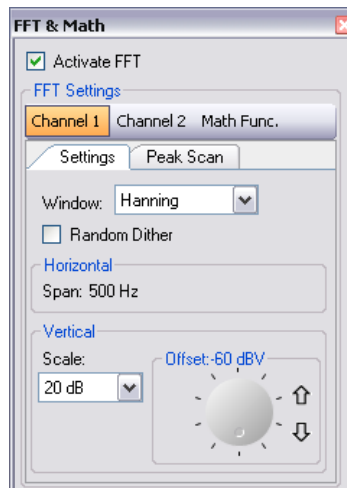 FFT & Math
Activate FFT
FFT Settings
Channel 1 Channel 2 Math Func.
Settings Peak Scan
Window: Hanning
Random Dither
Horizontal
Span: 500 Hz
Vertical
Scale: Offset:-60 dBV
20 dB